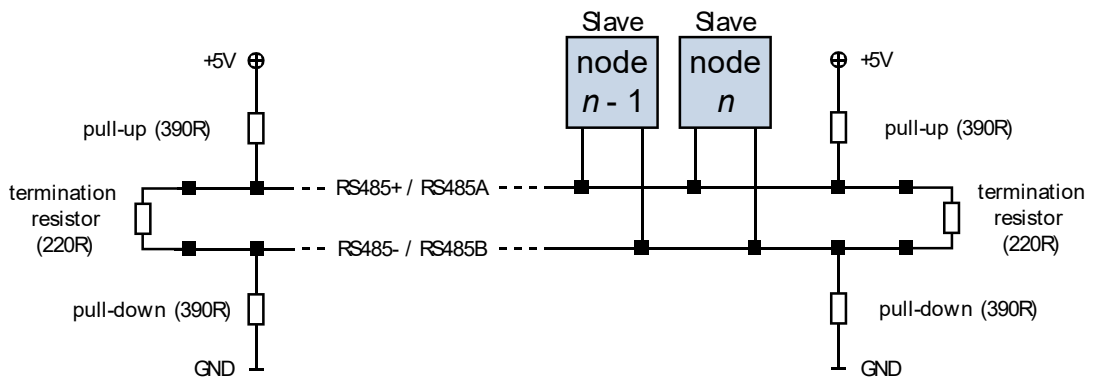 Slave Slave
node node
n - 1 n
+5V +5V
pull-up (390R) pull-up (390R)
RS485+ / RS485A
termination
resistor
(220R)
termination
resistor
(220R)
RS485- / RS485B
pull-down (390R) pull-down (390R)
GND GND